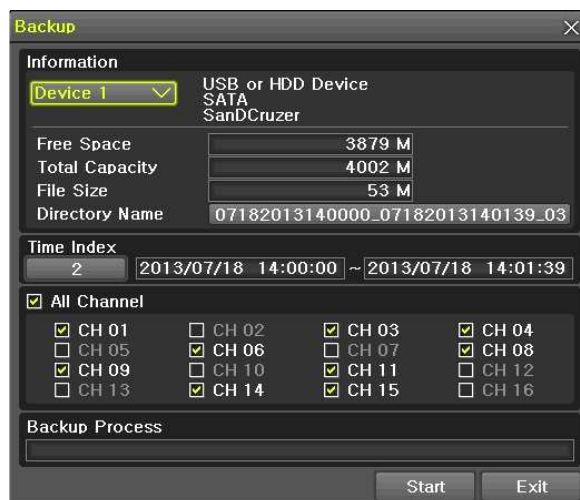 Backup
Information
Device 1
USB or HDD Device
SATA
SanDCruzer
Free Space 3879 M
Total Capacity 4002 M
File Size 53 M
Directory Name 07182013140000_07182013140139_03
Time Index
2 2013/07/18 14:00:00 ~ 2013/07/18 14:01:39
All Channel
CH 01 CH 02 CH 03 CH 04
CH 05 CH 06 CH 07 CH 08
CH 09 CH 10 CH 11 CH 12
CH 13 CH 14 CH 15 CH 16
Backup Process
Start Exit